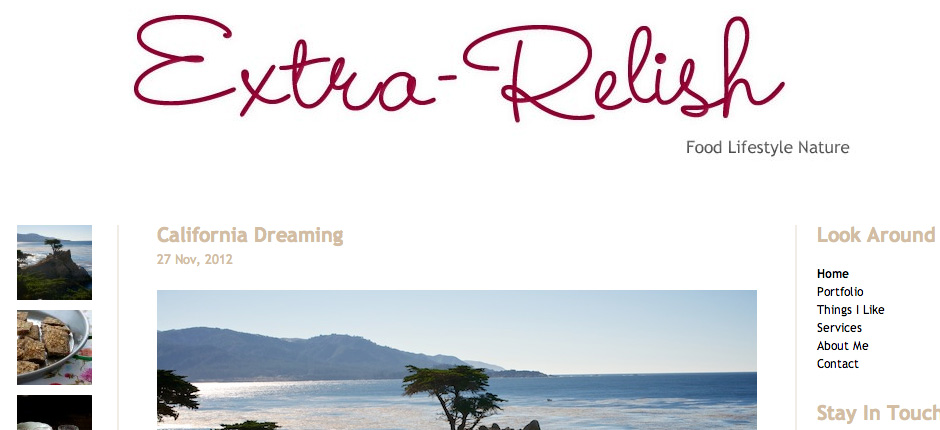 Extra-Relish
Food Lifestyle Nature
California Dreaming
27 Nov, 2012
Look Around
Home
Portfolio
Things I Like
Services
About Me
Contact
Stay In Touch